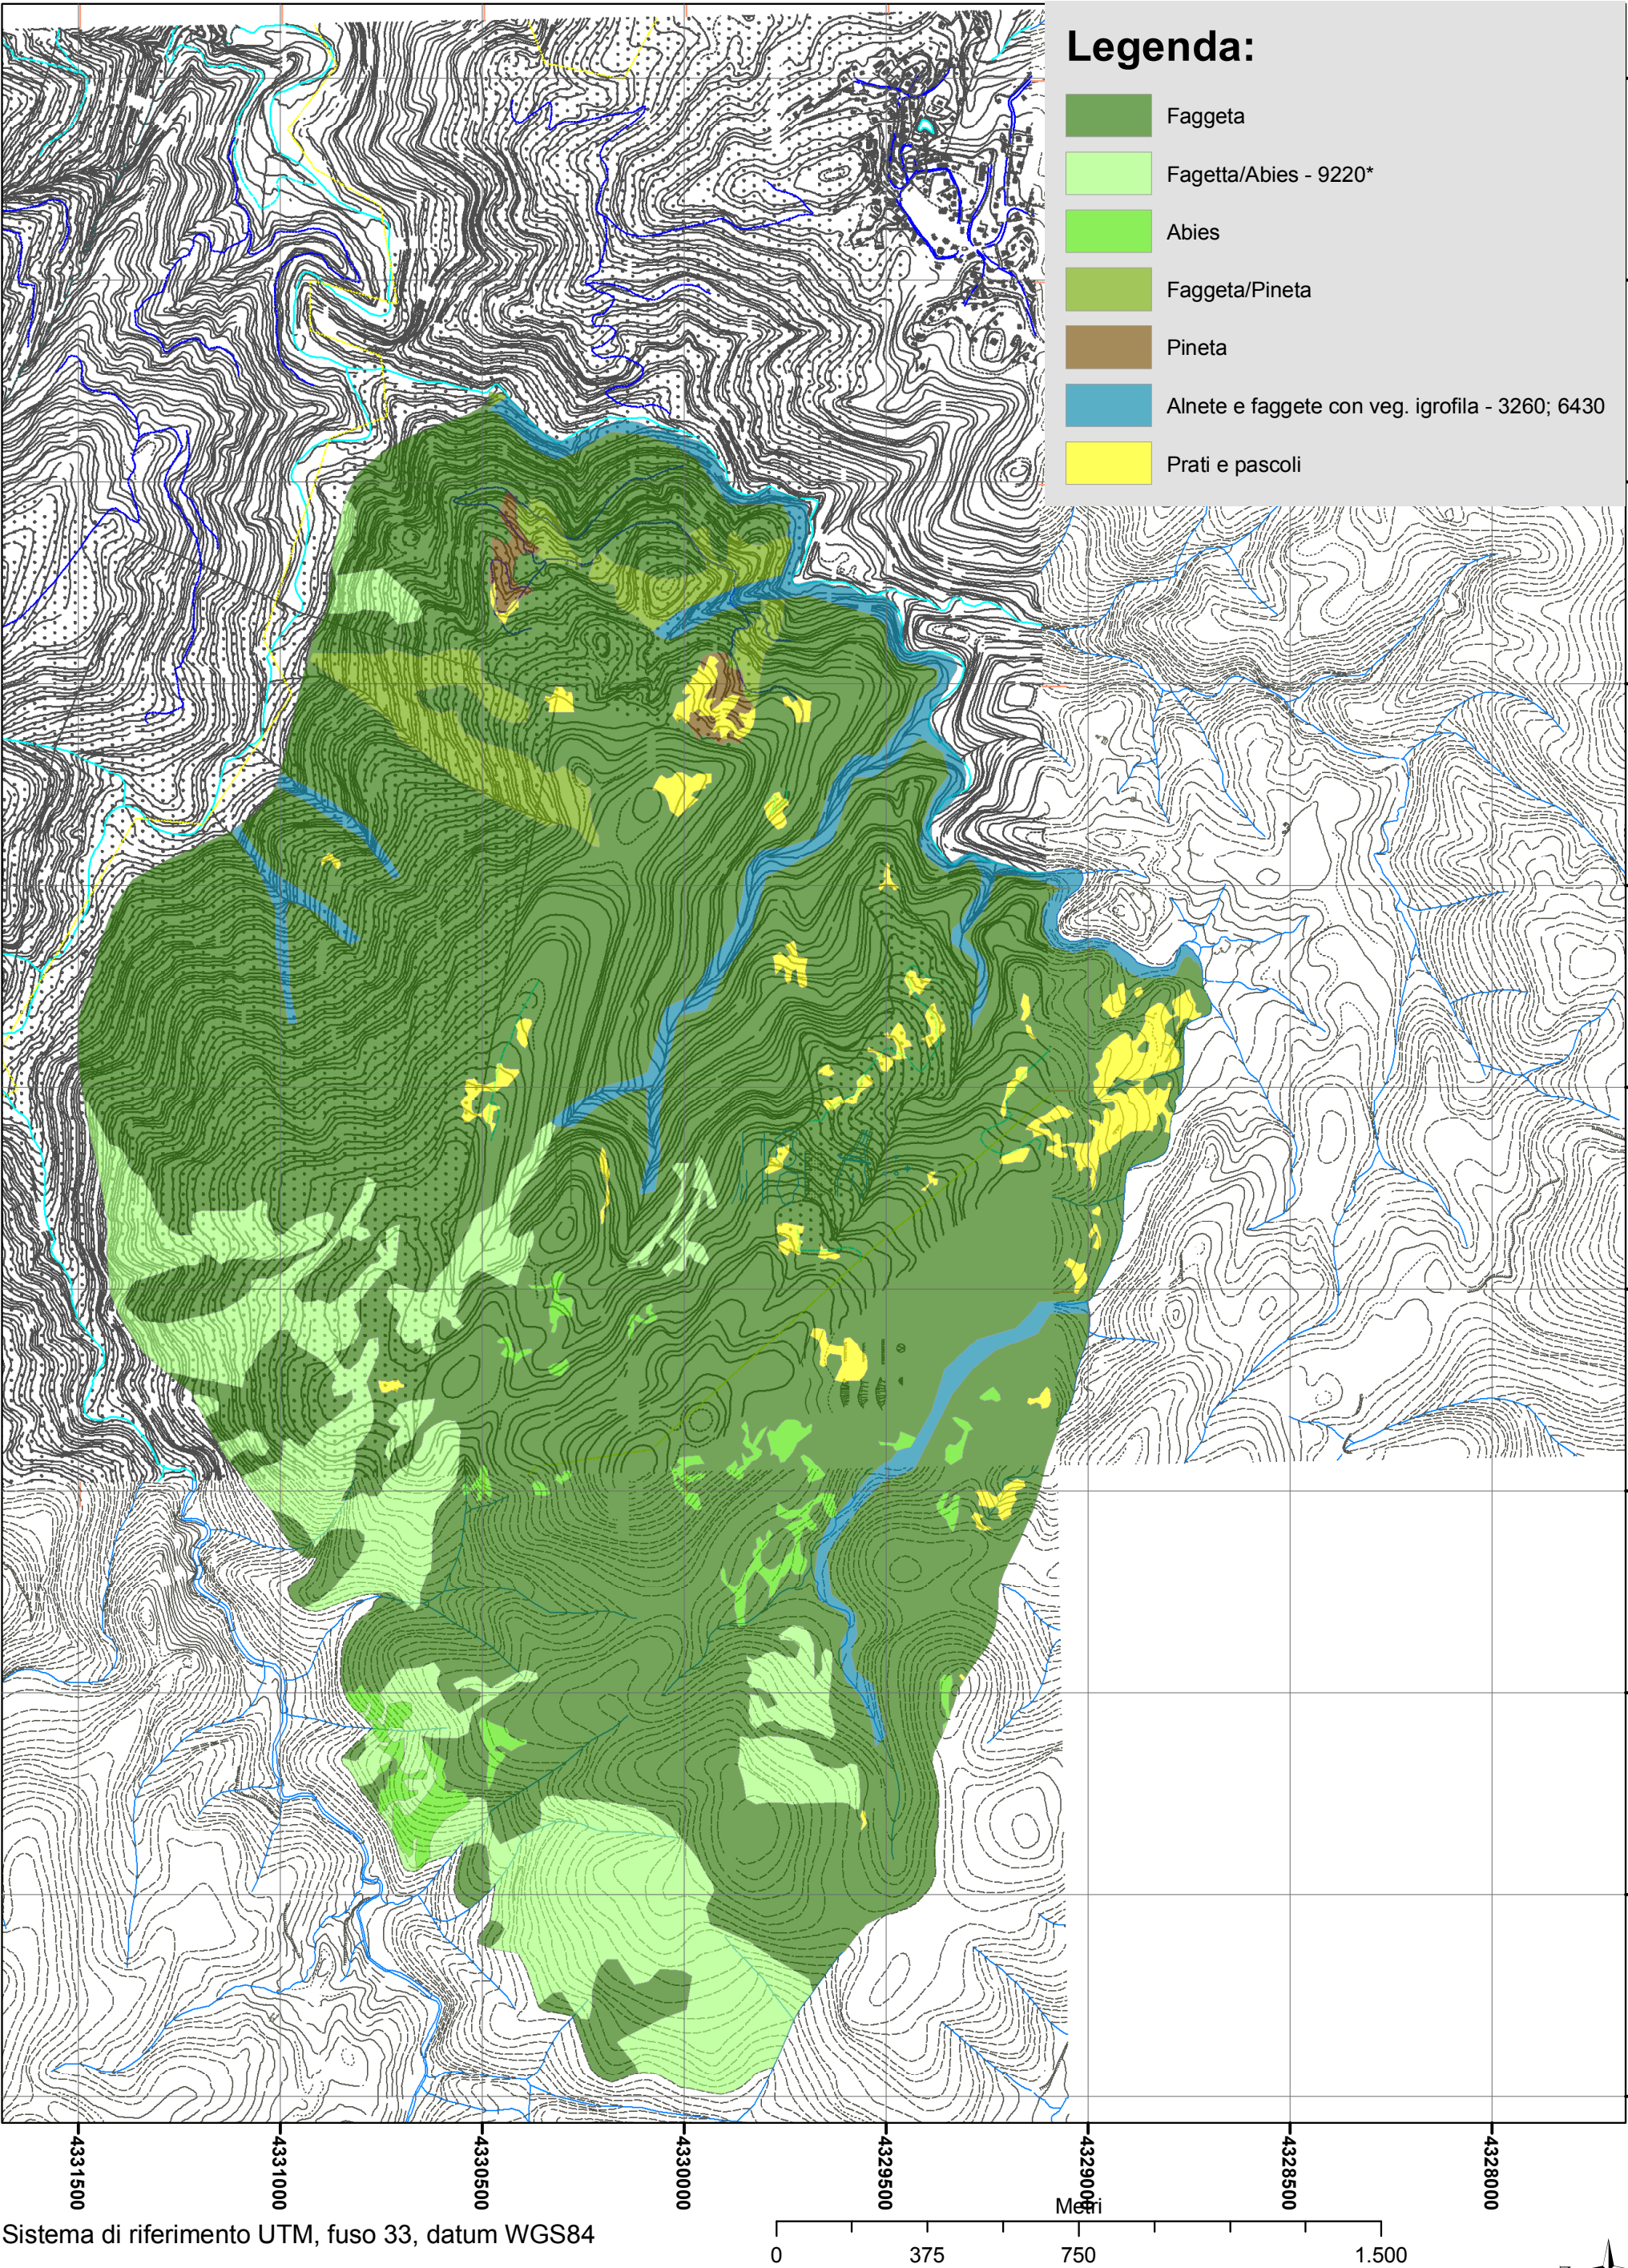 Legenda:
Faggeta
Fagetta/Abies - 9220*
Abies
Faggeta/Pineta
Pineta
Alnete e faggete con veg. igrofila - 3260; 6430
Prati e pascoli
4331500
4331000
4330500
4330000
4329500
4329000
4328500
4328000
Metri
Sistema di riferimento UTM, fuso 33, datum WGS84
0
375
750
1.500